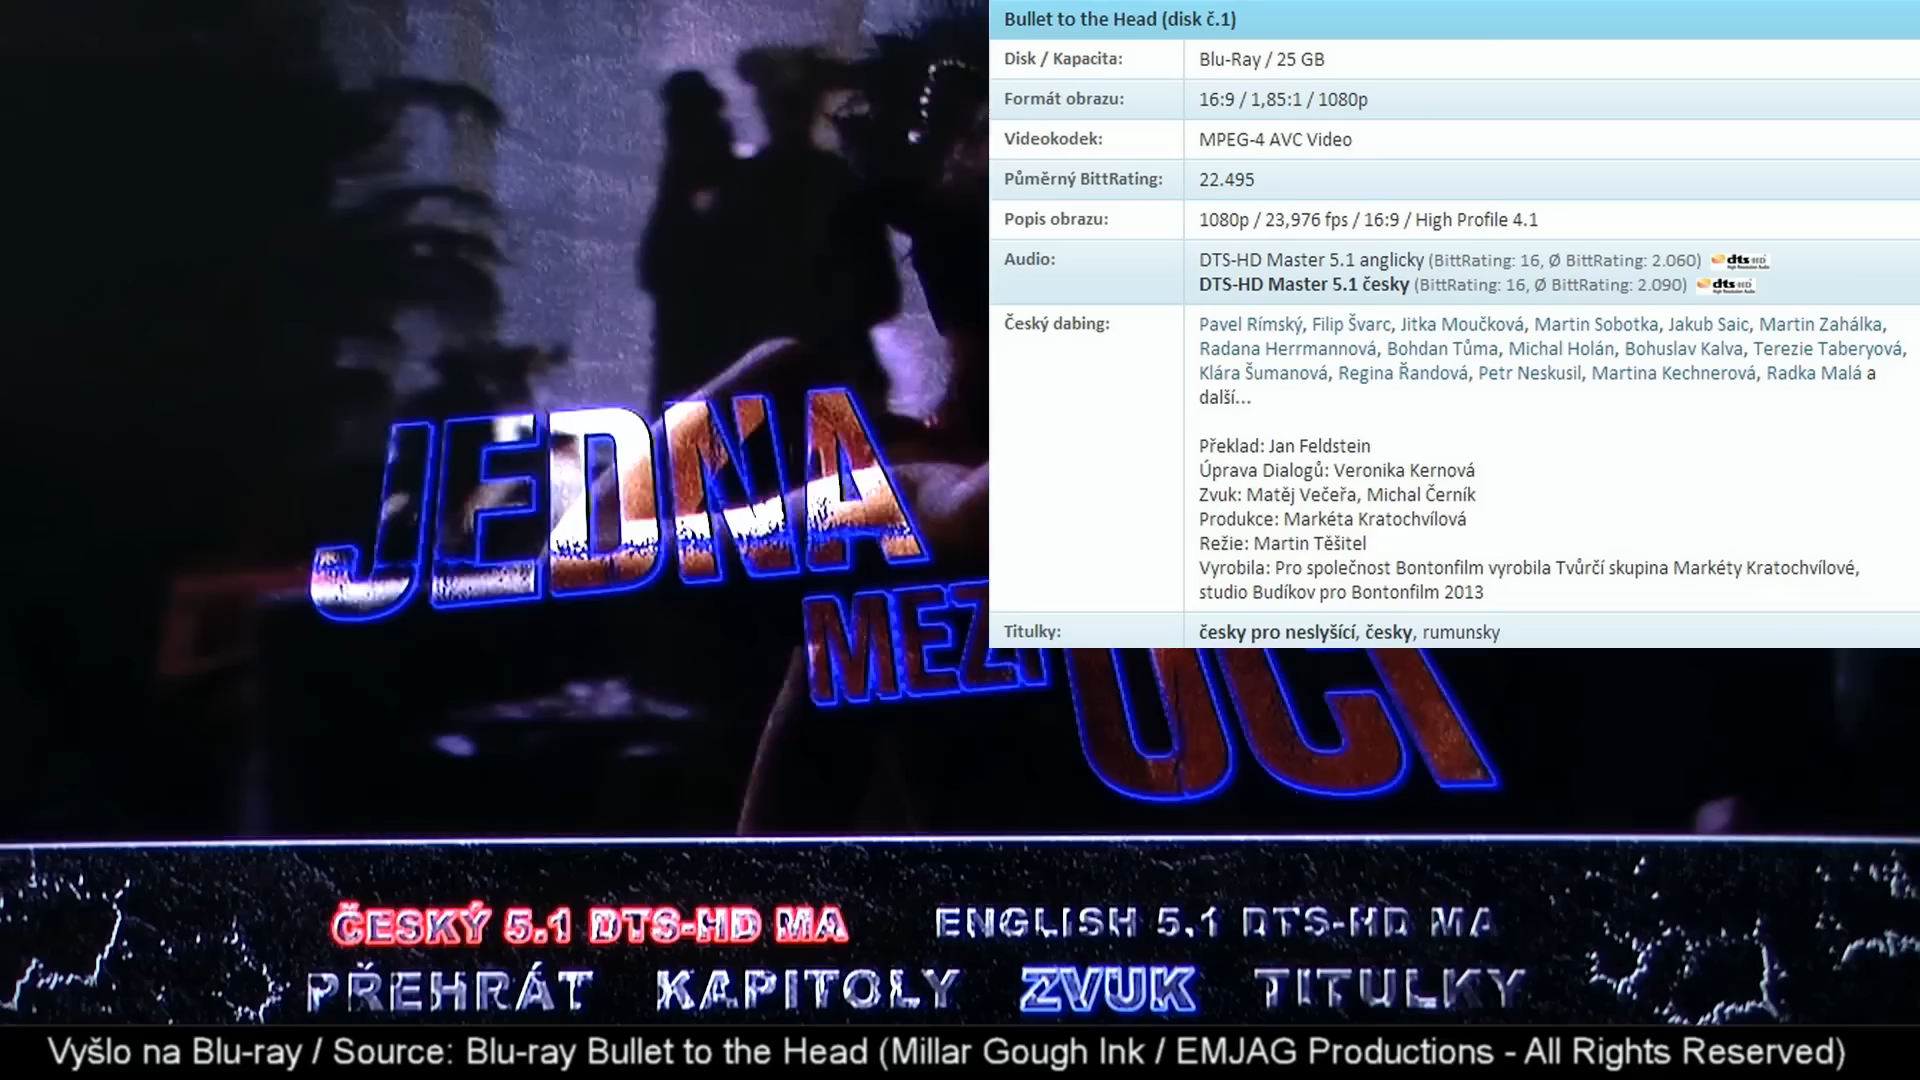 Bullet to the Head (disk č.1)
Disk / Kapacita: Blu-Ray / 25 GB
Formát obrazu: 16:9 / 1,85:1 / 1080p
Videokodek: MPEG-4 AVC Video
Půměrný BittRating: 22.495
Popis obrazu: 1080p / 23,976 fps / 16:9 / High Profile 4.1
Audio: DTS-HD Master 5.1 anglicky (BittRating: 16, Ø BittRating: 2.060) dts-HD
DTS-HD Master 5.1 česky (BittRating: 16, Ø BittRating: 2.090) dts-HD
Český dabing: Pavel Rímský, Filip Švarc, Jitka Moučková, Martin Sobotka, Jakub Saic, Martin Zahálka,
Radana Herrmannová, Bohdan Tůma, Michal Holán, Bohuslav Kalva, Terezie Taberyová,
Klára Šumanová, Regina Řandová, Petr Neskusil, Martina Kechnerová, Radka Malá a
další...
Překlad: Jan Feldstein
Úprava Dialogů: Veronika Kernová
Zvuk: Matěj Večeřa, Michal Černík
Produkce: Markéta Kratochvílová
Režie: Martin Těšitel
Vyrobila: Pro společnost Bontonfilm vyrobila Tvůrčí skupina Markéty Kratochvílové,
studio Budíkov pro Bontonfilm 2013
Titulky: česky pro neslyšící, česky, rumunsky
JEDNA
MEZI
OČI
ČESKÝ 5.1 DTS-HD MA ENGLISH 5.1 DTS-HD MA
PŘEHRÁT KAPITOLY ZVUK TITULKY
Vyšlo na Blu-ray / Source: Blu-ray Bullet to the Head (Millar Gough Ink / EMJAG Productions - All Rights Reserved)